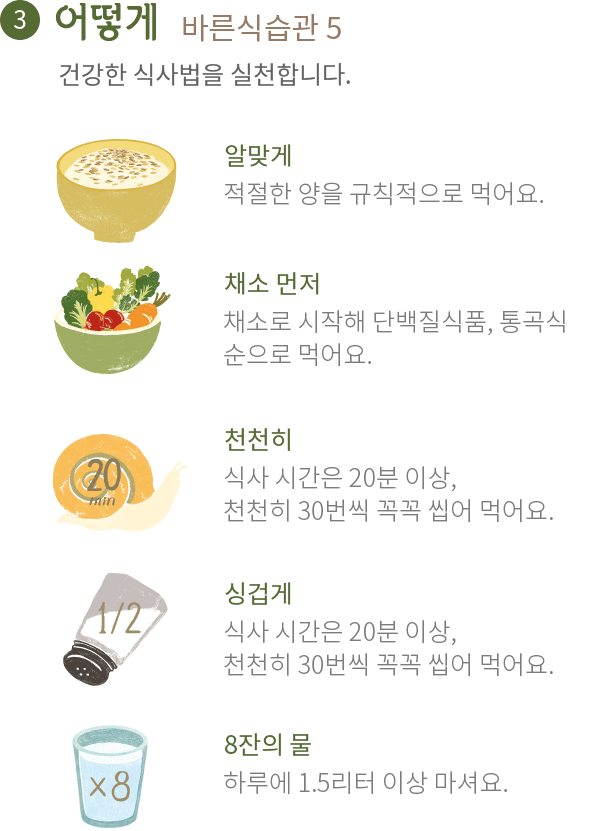 3 어떻게 바른식습관 5
건강한 식사법을 실천합니다.
알맞게
적절한 양을 규칙적으로 먹어요.
채소 먼저
채소로 시작해 단백질식품, 통곡식
순으로 먹어요.
20
min
천천히
식사 시간은 20분 이상,
천천히 30번씩 꼭꼭 씹어 먹어요.
1/2
싱겁게
식사 시간은 20분 이상,
천천히 30번씩 꼭꼭 씹어 먹어요.
×8
8잔의 물
하루에 1.5리터 이상 마셔요.